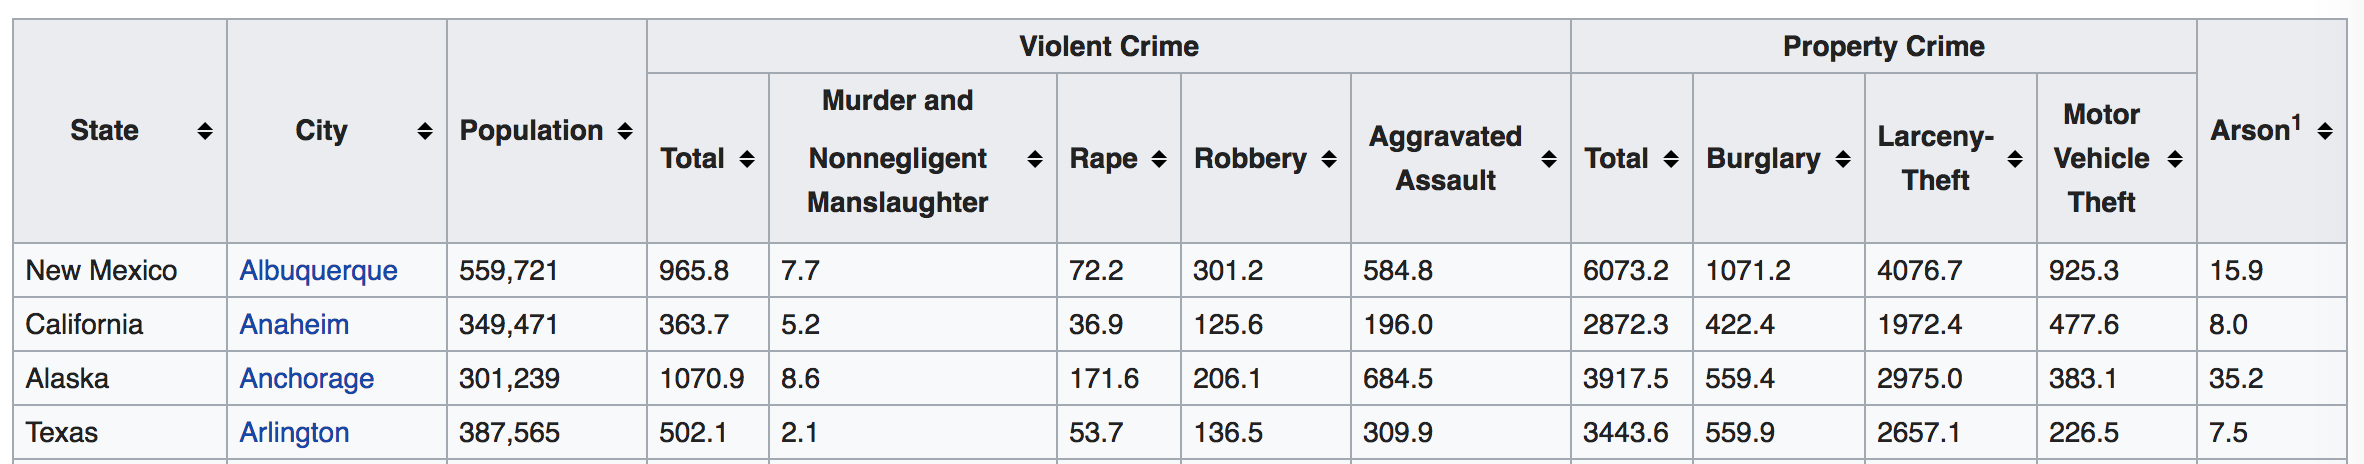 State City Population Violent Crime Property Crime Arson1
Total Murder and Nonnegligent Manslaughter Rape Robbery Aggravated Assault Total Burglary Larceny-Theft Motor Vehicle Theft
New Mexico Albuquerque 559,721 965.8 7.7 72.2 301.2 584.8 6073.2 1071.2 4076.7 925.3 15.9
California Anaheim 349,471 363.7 5.2 36.9 125.6 196.0 2872.3 422.4 1972.4 477.6 8.0
Alaska Anchorage 301,239 1070.9 8.6 171.6 206.1 684.5 3917.5 559.4 2975.0 383.1 35.2
Texas Arlington 387,565 502.1 2.1 53.7 136.5 309.9 3443.6 559.9 2657.1 226.5 7.5